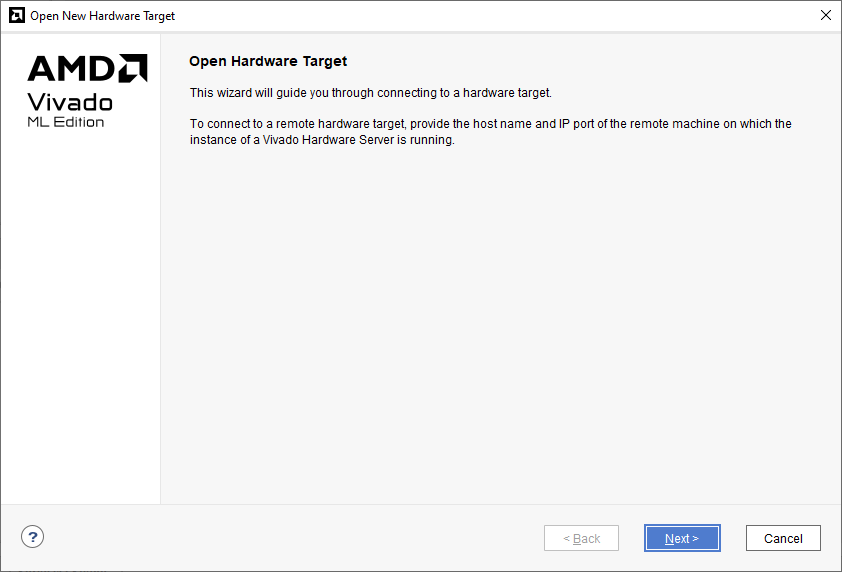 Open New Hardware Target
AMD
Vivado
ML Edition
Open Hardware Target
This wizard will guide you through connecting to a hardware target.
To connect to a remote hardware target, provide the host name and IP port of the remote machine on which the
instance of a Vivado Hardware Server is running.
?
< Back
Next >
Cancel